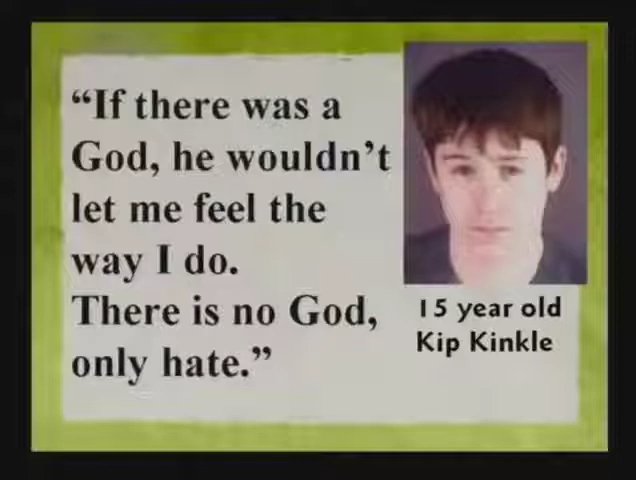 “If there was a
God, he wouldn’t
let me feel the
way I do.
There is no God,
only hate.”
15 year old
Kip Kinkle